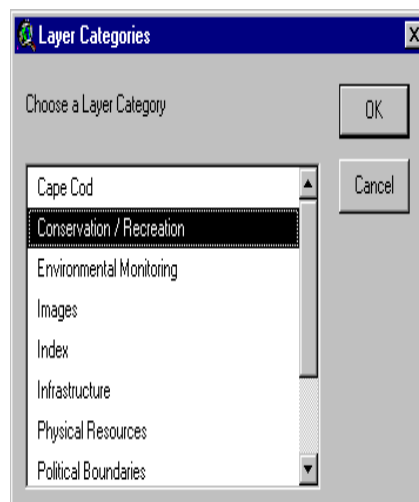 Layer Categories
X
Choose a Layer Category
OK
Cancel
Cape Cod
Conservation / Recreation
Environmental Monitoring
Images
Index
Infrastructure
Physical Resources
Political Boundaries